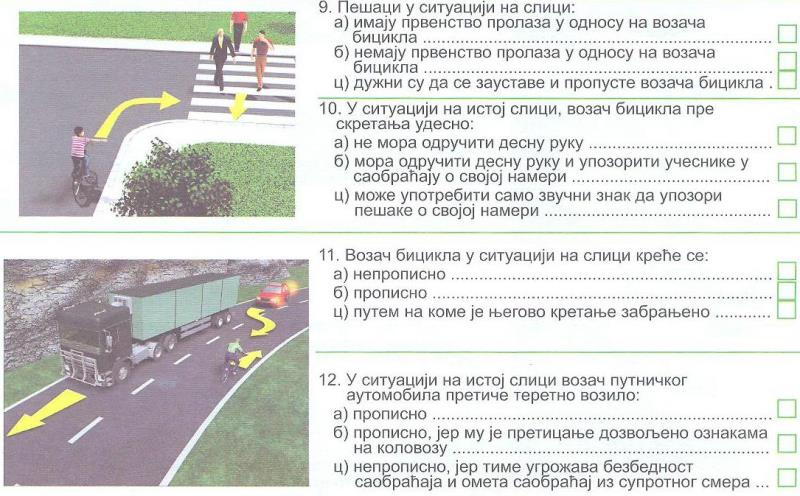 9. Пешаци у ситуацији на слици:
а) имају првенство пролаза у односу на возача
бицикла
б) немају првенство пролаза у односу на возача
бицикла
ц) дужни су да се зауставе и пропусте возача бицикла .
10. У ситуацији на истој слици, возач бицикла пре
скретања удесно:
а) не мора одручити десну руку
б) мора одручити десну руку и упозорити учеснике у
саобраћају о својој намери
ц) може употребити само звучни знак да упозори
пешаке о својој намери
11. Возач бицикла у ситуацији на слици креће се:
а) непрописно
б) прописно
ц) путем на коме је његово кретање забрањено
12. У ситуацији на истој слици возач путничког
аутомобила претиче теретно возило:
а) прописно
б) прописно, јер му је претицање дозвољено ознакама
на коловозу
ц) непрописно, јер тиме угрожава безбедност
саобраћаја и омета саобраћај из супротног смера ...